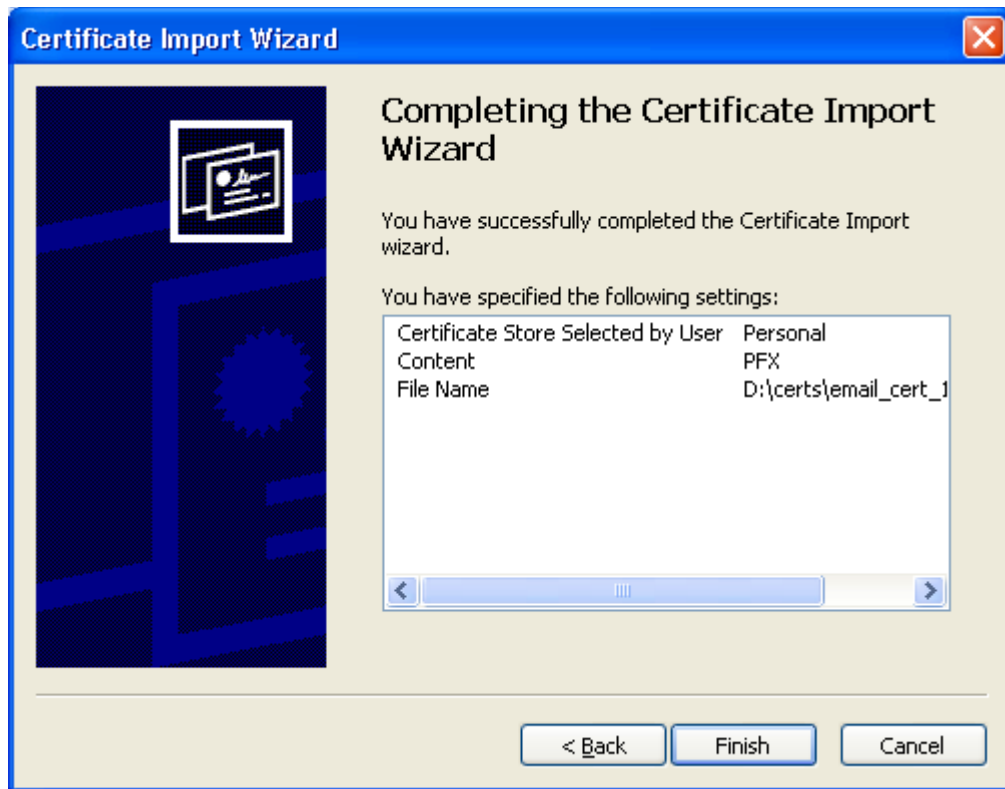 Certificate Import Wizard
Completing the Certificate Import
Wizard
You have successfully completed the Certificate Import
wizard.
You have specified the following settings:
Certificate Store Selected by User Personal
Content PFX
File Name D:\certs\email_cert_1
< Back Finish Cancel